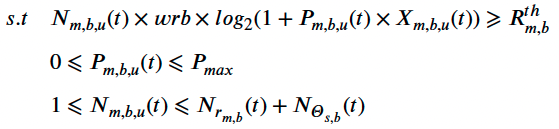 s.t N_{m,b,u}(t) × wrb × log_2(1 + P_{m,b,u}(t) × X_{m,b,u}(t)) ⩾ R^{th}_{m,b}
0 ⩽ P_{m,b,u}(t) ⩽ P_{max}
1 ⩽ N_{m,b,u}(t) ⩽ N_{r_{m,b}}(t) + N_{Θ_{s,b}}(t)